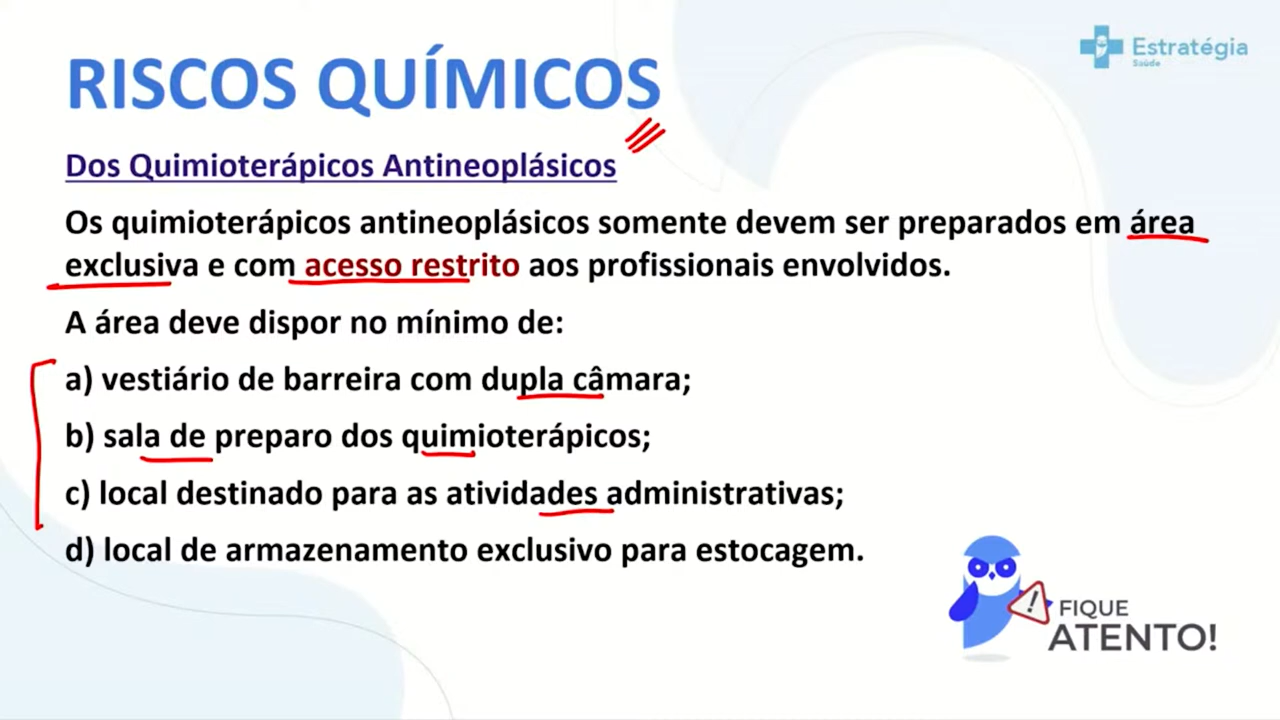 Estratégia
Saúde
RISCOS QUÍMICOS
Dos Quimioterápicos Antineoplásicos
Os quimioterápicos antineoplásicos somente devem ser preparados em área
exclusiva e com acesso restrito aos profissionais envolvidos.
A área deve dispor no mínimo de:
a) vestiário de barreira com dupla câmara;
b) sala de preparo dos quimioterápicos;
c) local destinado para as atividades administrativas;
d) local de armazenamento exclusivo para estocagem.
FIQUE
ATENTO!